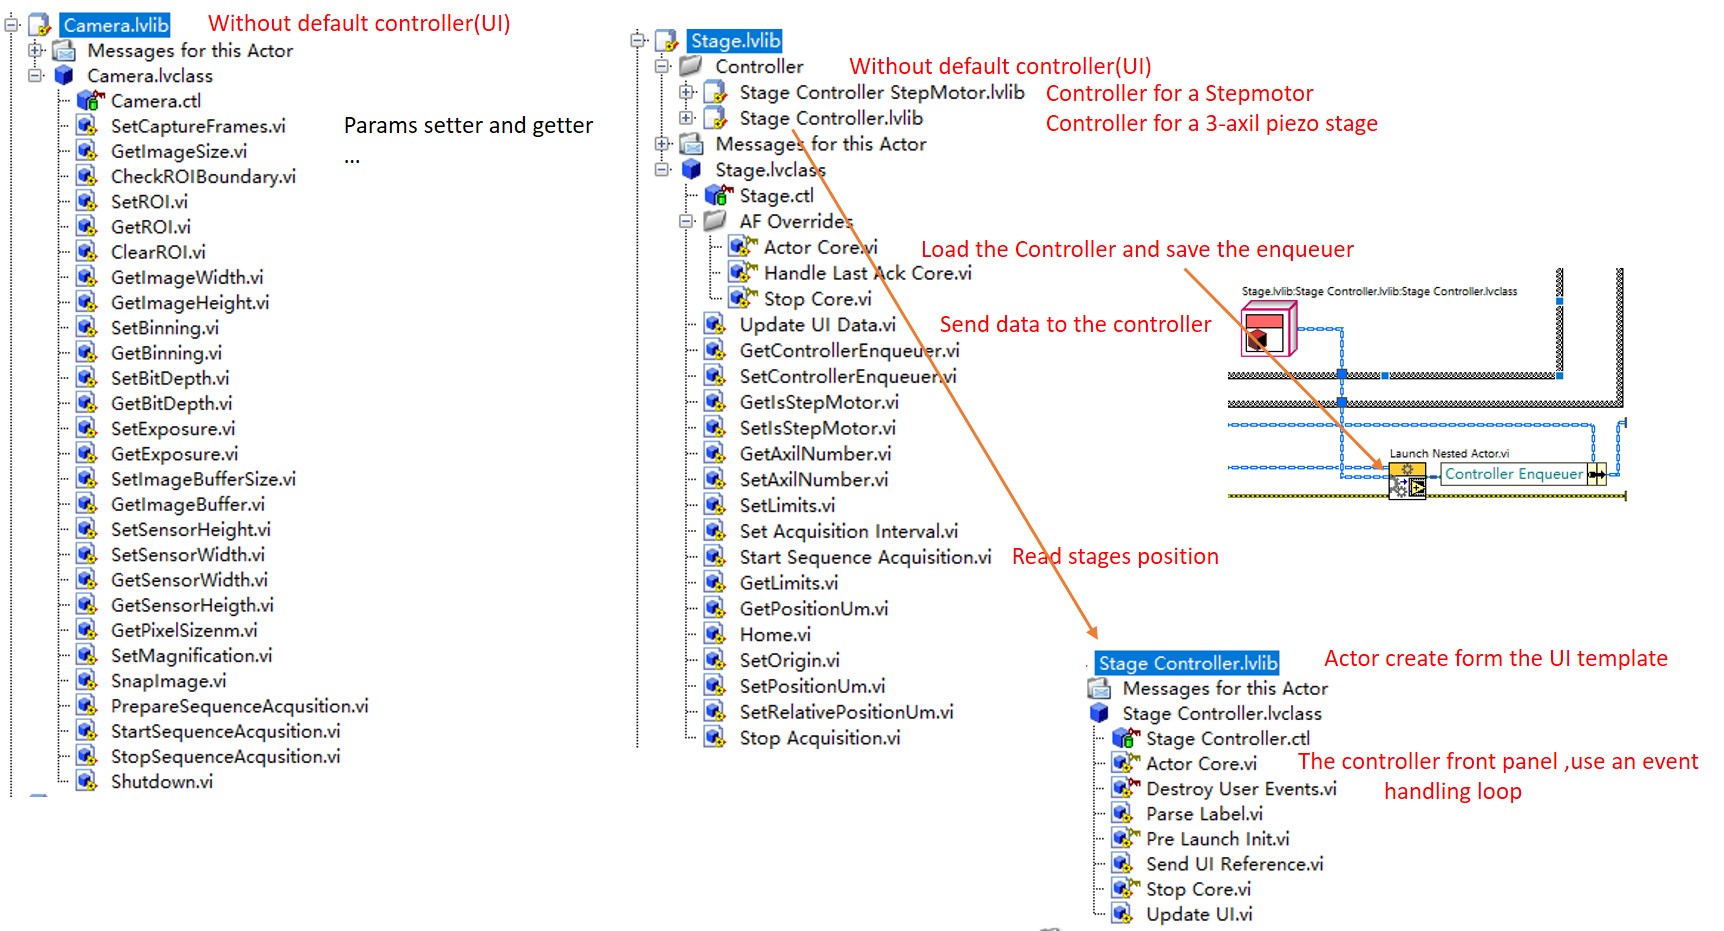 Camera.lvlib
Without default controller(UI)
Messages for this Actor
Camera.lvclass
Camera.ctl
SetCaptureFrames.vi
Params setter and getter
GetImageSize.vi
...
CheckROIBoundary.vi
SetROI.vi
GetROI.vi
ClearROI.vi
GetImageWidth.vi
GetImageHeight.vi
SetBinning.vi
GetBinning.vi
SetBitDepth.vi
GetBitDepth.vi
SetExposure.vi
GetExposure.vi
SetImageBufferSize.vi
GetImageBuffer.vi
SetSensorHeight.vi
SetSensorWidth.vi
GetSensorWidth.vi
GetSensorHeigth.vi
GetPixelSizenm.vi
SetMagnification.vi
SnapImage.vi
PrepareSequenceAcqusition.vi
StartSequenceAcqusition.vi
StopSequenceAcqusition.vi
Shutdown.vi
Stage.lvlib
Controller
Without default controller(UI)
Stage Controller StepMotor.lvlib
Controller for a Stepmotor
Stage Controller.lvlib
Controller for a 3-axil piezo stage
Messages for this Actor
Stage.lvclass
Stage.ctl
AF Overrides
Actor Core.vi
Load the Controller and save the enqueuer
Handle Last Ack Core.vi
Stop Core.vi
Update UI Data.vi
Send data to the controller
GetControllerEnqueuer.vi
SetControllerEnqueuer.vi
GetIsStepMotor.vi
SetIsStepMotor.vi
GetAxilNumber.vi
SetAxilNumber.vi
SetLimits.vi
Set Acquisition Interval.vi
Start Sequence Acquisition.vi
Read stages position
GetLimits.vi
GetPositionUm.vi
Home.vi
SetOrigin.vi
SetPositionUm.vi
SetRelativePositionUm.vi
Stop Acquisition.vi
Stage.lvlib:Stage Controller.lvlib:Stage Controller.lvclass
Launch Nested Actor.vi
Controller Enqueuer
Stage Controller.lvlib
Actor create form the UI template
Messages for this Actor
Stage Controller.lvclass
Stage Controller.ctl
Actor Core.vi
The controller front panel ,use an event
handling loop
Destroy User Events.vi
Parse Label.vi
Pre Launch Init.vi
Send UI Reference.vi
Stop Core.vi
Update UI.vi